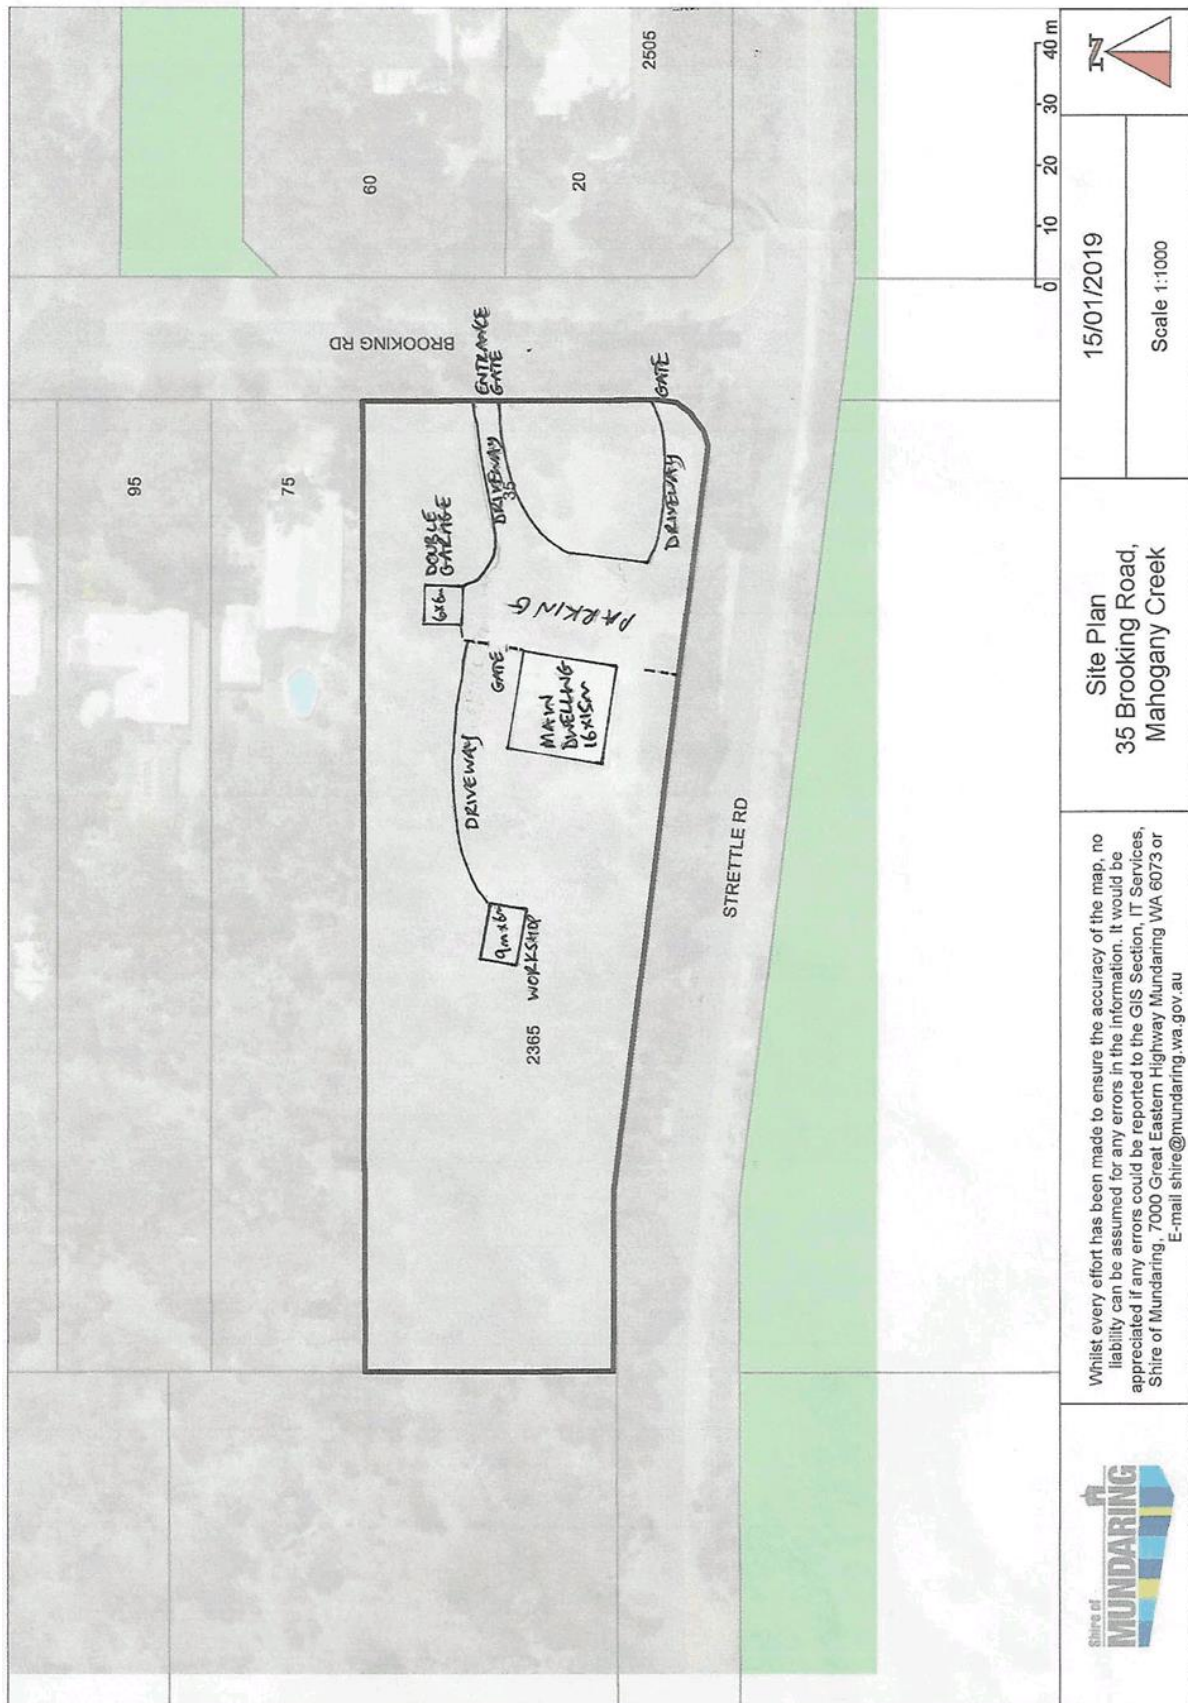 95
75
60
20
2505
BROOKING RD
ENTRANCE
GATE
DRIVEWAY
35
DOUBLE
GARAGE
6x6m
GATE
DRIVEWAY
PARKING
GATE
MAIN
DWELLING
16X15m
DRIVEWAY
9mx6m
WORKSHOP
2365
STRETTLE RD
0 10 20 30 40 m
Shire of
MUNDARING
Whilst every effort has been made to ensure the accuracy of the map, no
liability can be assumed for any errors in the information. It would be
appreciated if any errors could be reported to the GIS Section, IT Services,
Shire of Mundaring, 7000 Great Eastern Highway Mundaring WA 6073 or
E-mail shire@mundaring.wa.gov.au
Site Plan
35 Brooking Road,
Mahogany Creek
15/01/2019
Scale 1:1000
N